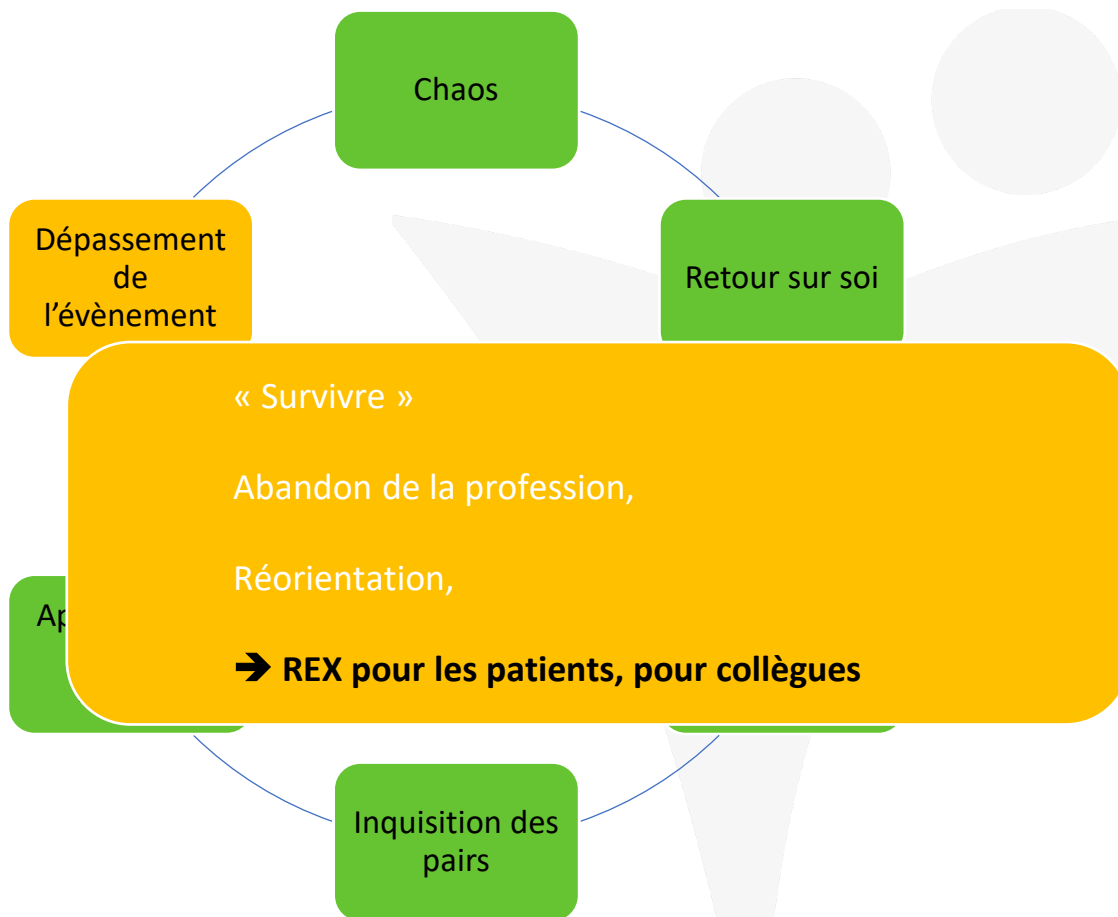 Chaos
Retour sur soi
Dépassement
de
l’évènement
« Survivre »
Abandon de la profession,
Réorientation,
➔ REX pour les patients, pour collègues
Inquisition des
pairs